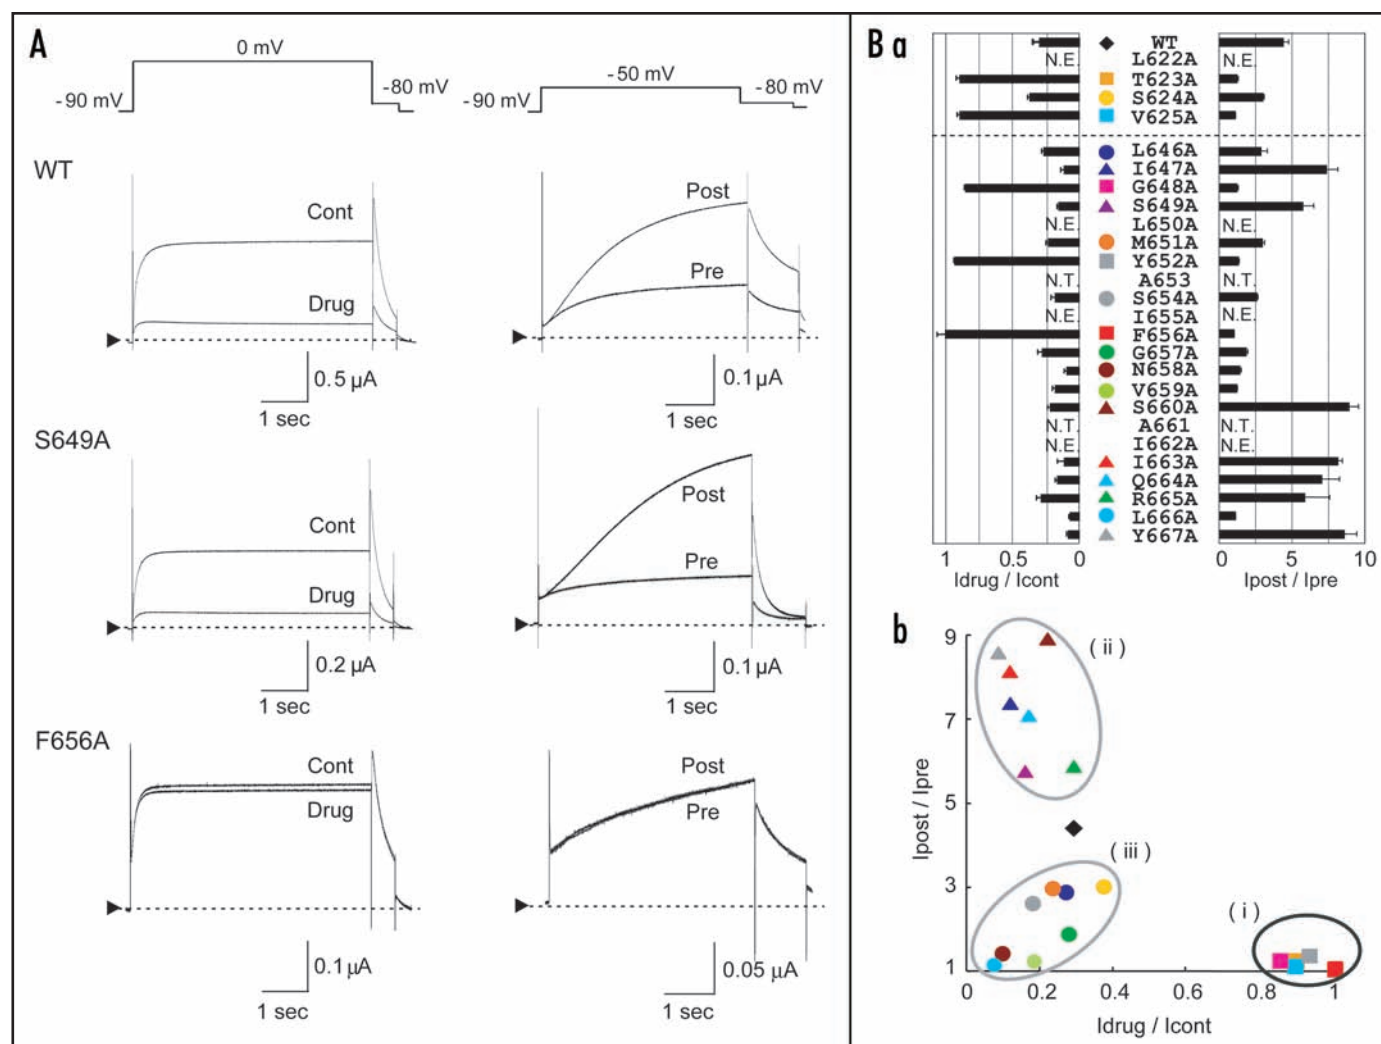 A
0 mV
-90 mV
-80 mV
-50 mV
-90 mV
-80 mV
WT
Cont
Drug
0.5 µA
1 sec
Post
Pre
0.1 µA
1 sec
S649A
Cont
Drug
0.2 µA
1 sec
Post
Pre
0.1 µA
1 sec
F656A
Cont
Drug
0.1 µA
1 sec
Post
Pre
0.05 µA
1 sec
B a
WT
N.E. L622A N.E.
T623A
S624A
V625A
L646A
I647A
G648A
S649A
N.E. L650A N.E.
M651A
Y652A
N.T. A653 N.T.
S654A
N.E. I655A N.E.
F656A
G657A
N658A
V659A
S660A
N.T. A661 N.T.
N.E. I662A N.E.
I663A
Q664A
R665A
L666A
Y667A
1 0.5 0 0 5 10
Idrug / Icont Ipost / Ipre
b
9
7
5
3
1
Ipost / Ipre
( ii )
( iii )
( i )
0 0.2 0.4 0.6 0.8 1
Idrug / Icont